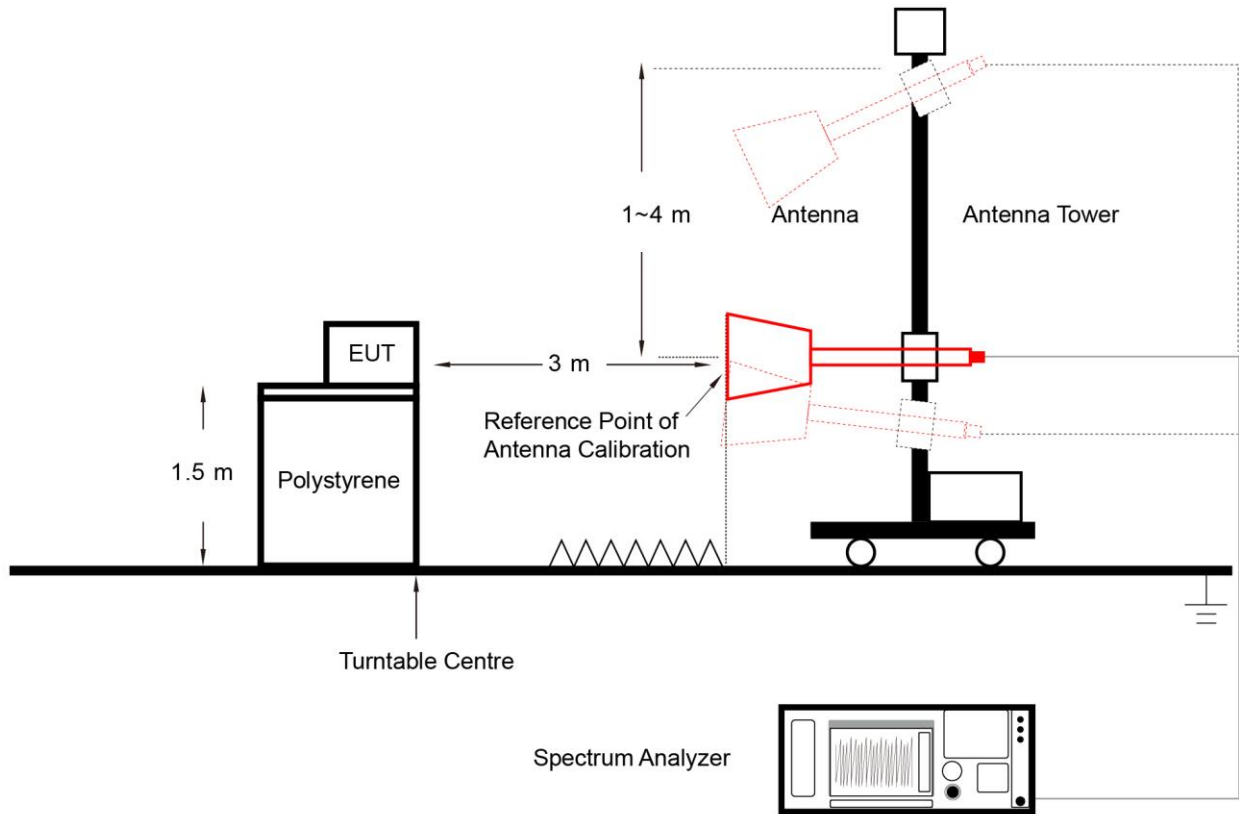 1~4 m
Antenna
Antenna Tower
EUT
3 m
Reference Point of
Antenna Calibration
1.5 m
Polystyrene
Turntable Centre
Spectrum Analyzer